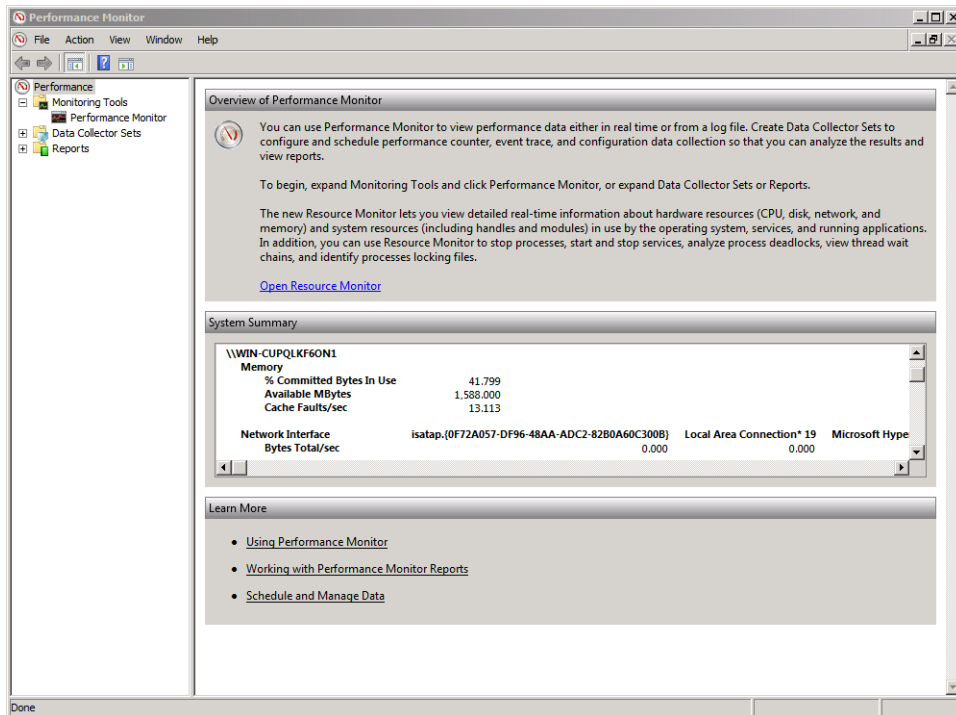 Performance Monitor
File Action View Window Help
Performance
Monitoring Tools
Performance Monitor
Data Collector Sets
Reports
Overview of Performance Monitor
You can use Performance Monitor to view performance data either in real time or from a log file. Create Data Collector Sets to
configure and schedule performance counter, event trace, and configuration data collection so that you can analyze the results and
view reports.
To begin, expand Monitoring Tools and click Performance Monitor, or expand Data Collector Sets or Reports.
The new Resource Monitor lets you view detailed real-time information about hardware resources (CPU, disk, network, and
memory) and system resources (including handles and modules) in use by the operating system, services, and running applications.
In addition, you can use Resource Monitor to stop processes, start and stop services, analyze process deadlocks, view thread wait
chains, and identify processes locking files.
Open Resource Monitor
System Summary
\\WIN-CUPQLKF6ON1
Memory
% Committed Bytes In Use 41.799
Available MBytes 1,588.000
Cache Faults/sec 13.113
Network Interface isatap.{0F72A057-DF96-48AA-ADC2-82B0A60C300B} Local Area Connection* 19 Microsoft Hype
Bytes Total/sec 0.000 0.000
Learn More
• Using Performance Monitor
• Working with Performance Monitor Reports
• Schedule and Manage Data
Done